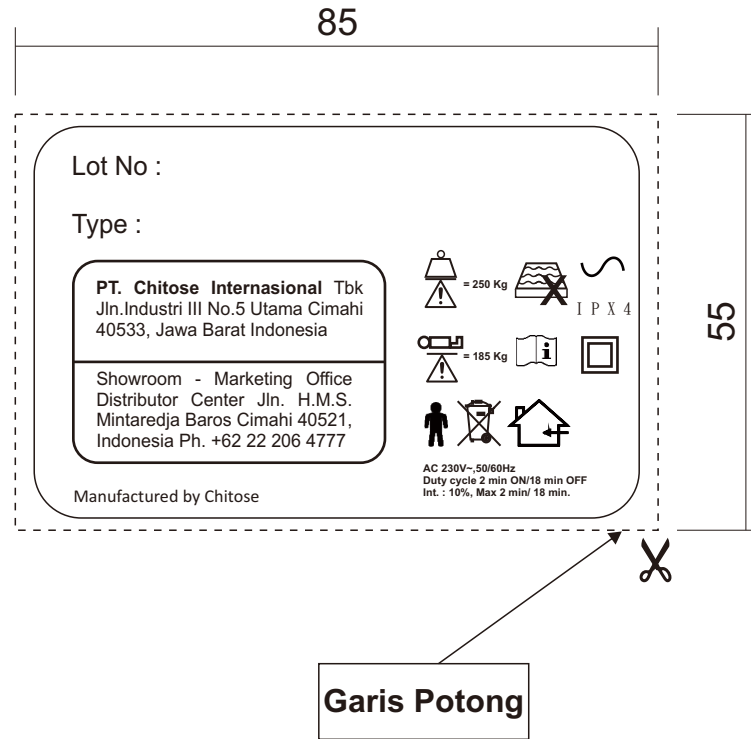 85
Lot No :
Type :
PT. Chitose Internasional Tbk
Jln.Industri III No.5 Utama Cimahi
40533, Jawa Barat Indonesia
Showroom - Marketing Office
Distributor Center Jln. H.M.S.
Mintaredja Baros Cimahi 40521,
Indonesia Ph. +62 22 206 4777
Manufactured by Chitose
= 250 Kg
IPX4
= 185 Kg
i
AC 230V~,50/60Hz
Duty cycle 2 min ON/18 min OFF
Int. : 10%, Max 2 min/ 18 min.
55
Garis Potong